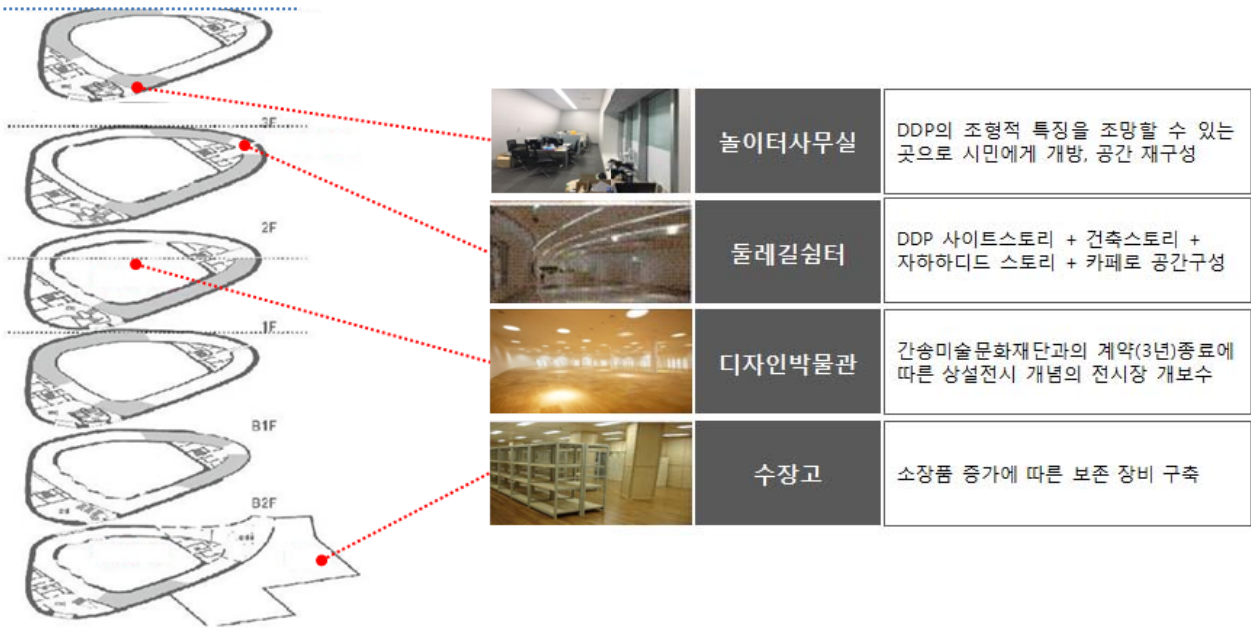 3F
2F
1F
B1F
B2F
놀이터사무실
DDP의 조형적 특징을 조망할 수 있는
곳으로 시민에게 개방, 공간 재구성
둘레길쉼터
DDP 사이트스토리 + 건축스토리 +
자하하디드 스토리 + 카페로 공간구성
디자인박물관
간송미술문화재단과의 계약(3년)종료에
따른 상설전시 개념의 전시장 개보수
수장고
소장품 증가에 따른 보존 장비 구축